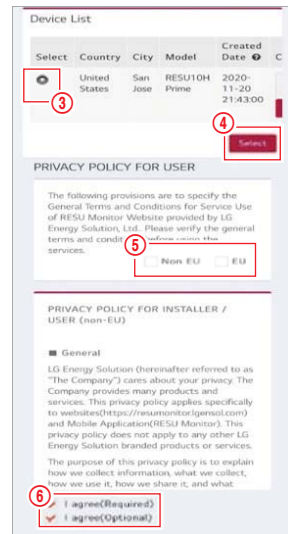 Device List
Select Country City Model Created Date C
United States San Jose RESU10H Prime 2020-11-20 21:43:00
③
④
Select
PRIVACY POLICY FOR USER
The following provisions are to specify the
General Terms and Conditions for Service Use
of RESU Monitor Website provided by LG
Energy Solution, Ltd.. Please verify the general
terms and condit before using the
services.
⑤
Non EU EU
PRIVACY POLICY FOR INSTALLER /
USER (non-EU)
■ General
LG Energy Solution (hereinafter referred to as
"The Company") cares about your privacy. The
Company provides many products and
services. This privacy policy applies specifically
to websites(https://resumonitor.lgensol.com)
and Mobile Application(RESU Monitor). This
privacy policy does not apply to any other LG
Energy Solution branded products or services.
The purpose of this privacy policy is to explain
how we collect information, what we collect,
how we use it, how we share it, and what
⑥
I agree(Required)
I agree(Optional)